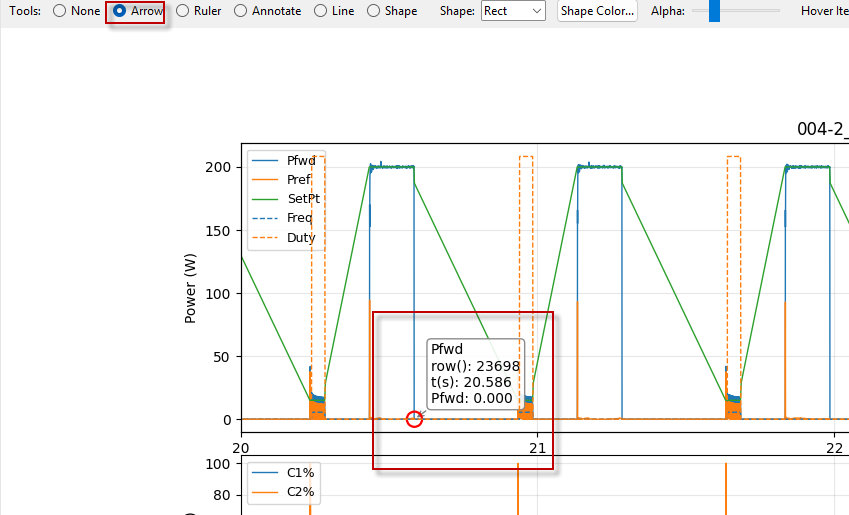 Tools: None Arrow Ruler Annotate Line Shape Shape: Rect Shape Color... Alpha: Hover Ite
004-2_
Power (W)
200
150
100
50
0
Pfwd
Pref
SetPt
Freq
Duty
Pfwd
row(): 23698
t(s): 20.586
Pfwd: 0.000
20 21 22
100
80
C1%
C2%